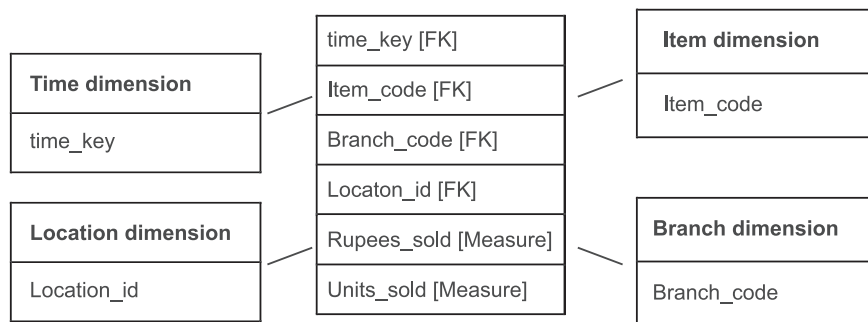 Time dimension
time_key
Location dimension
Location_id
time_key [FK]
Item_code [FK]
Branch_code [FK]
Locaton_id [FK]
Rupees_sold [Measure]
Units_sold [Measure]
Item dimension
Item_code
Branch dimension
Branch_code